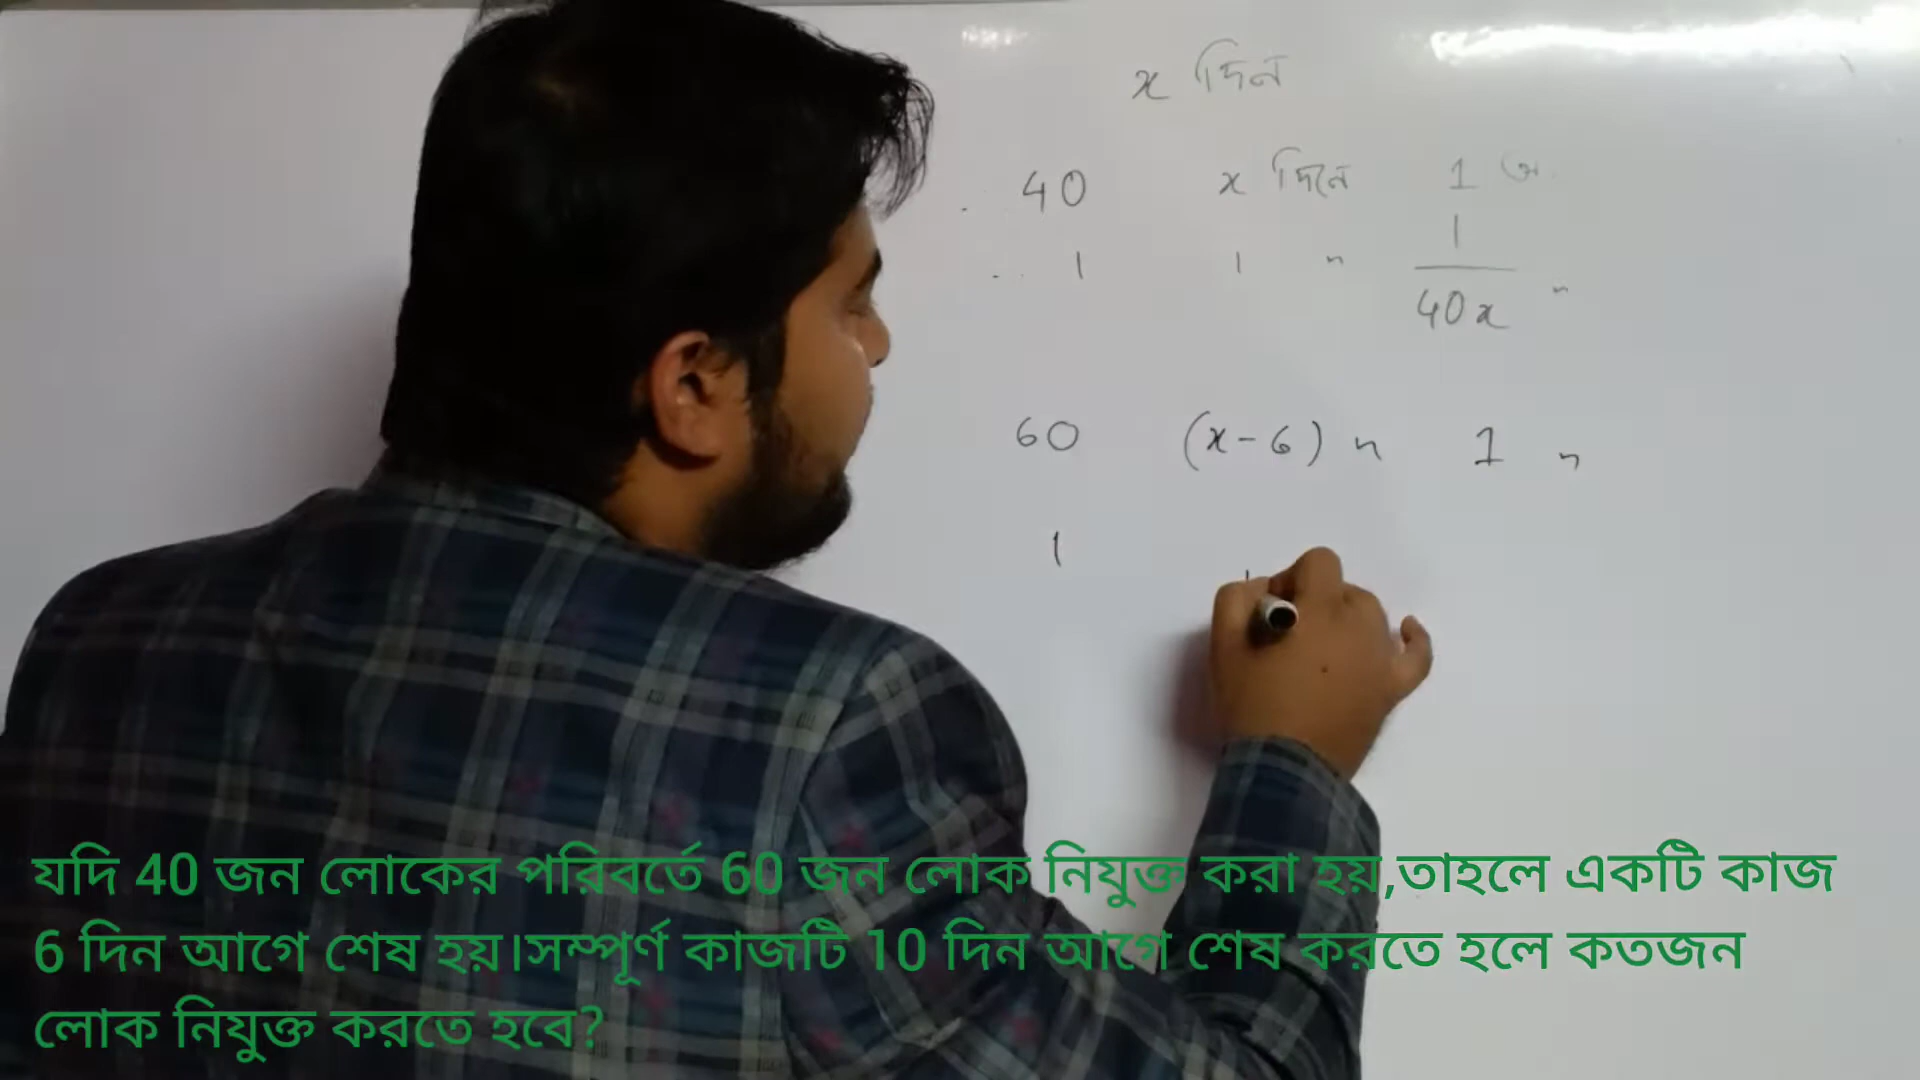 x দিন
40 x দিনে 1 অ.
1 1 " 1/40x "
60 (x-6) " 1 "
1
যদি 40 জন লোকের পরিবর্তে 60 জন লোক নিযুক্ত করা হয়,তাহলে একটি কাজ
6 দিন আগে শেষ হয়।সম্পূর্ণ কাজটি 10 দিন আগে শেষ করতে হলে কতজন
লোক নিযুক্ত করতে হবে?